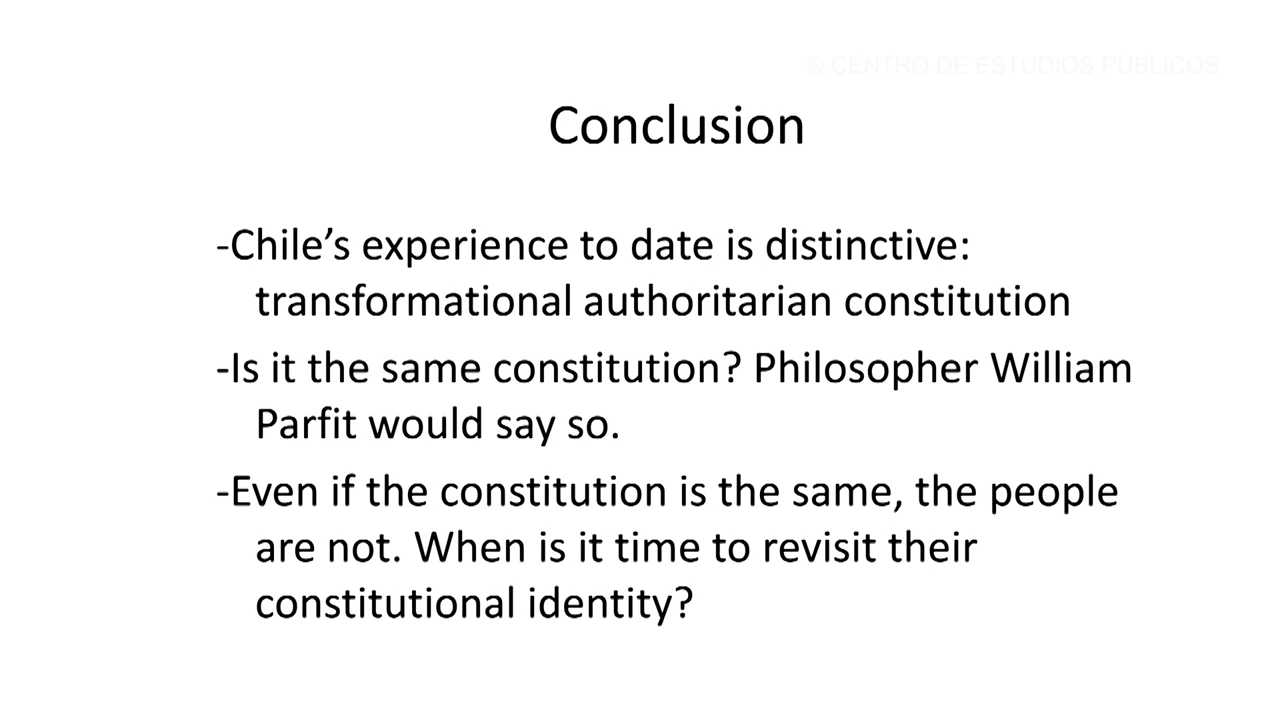 © CENTRO DE ESTUDIOS PÚBLICOS
Conclusion
-Chile’s experience to date is distinctive:
transformational authoritarian constitution
-Is it the same constitution? Philosopher William
Parfit would say so.
-Even if the constitution is the same, the people
are not. When is it time to revisit their
constitutional identity?